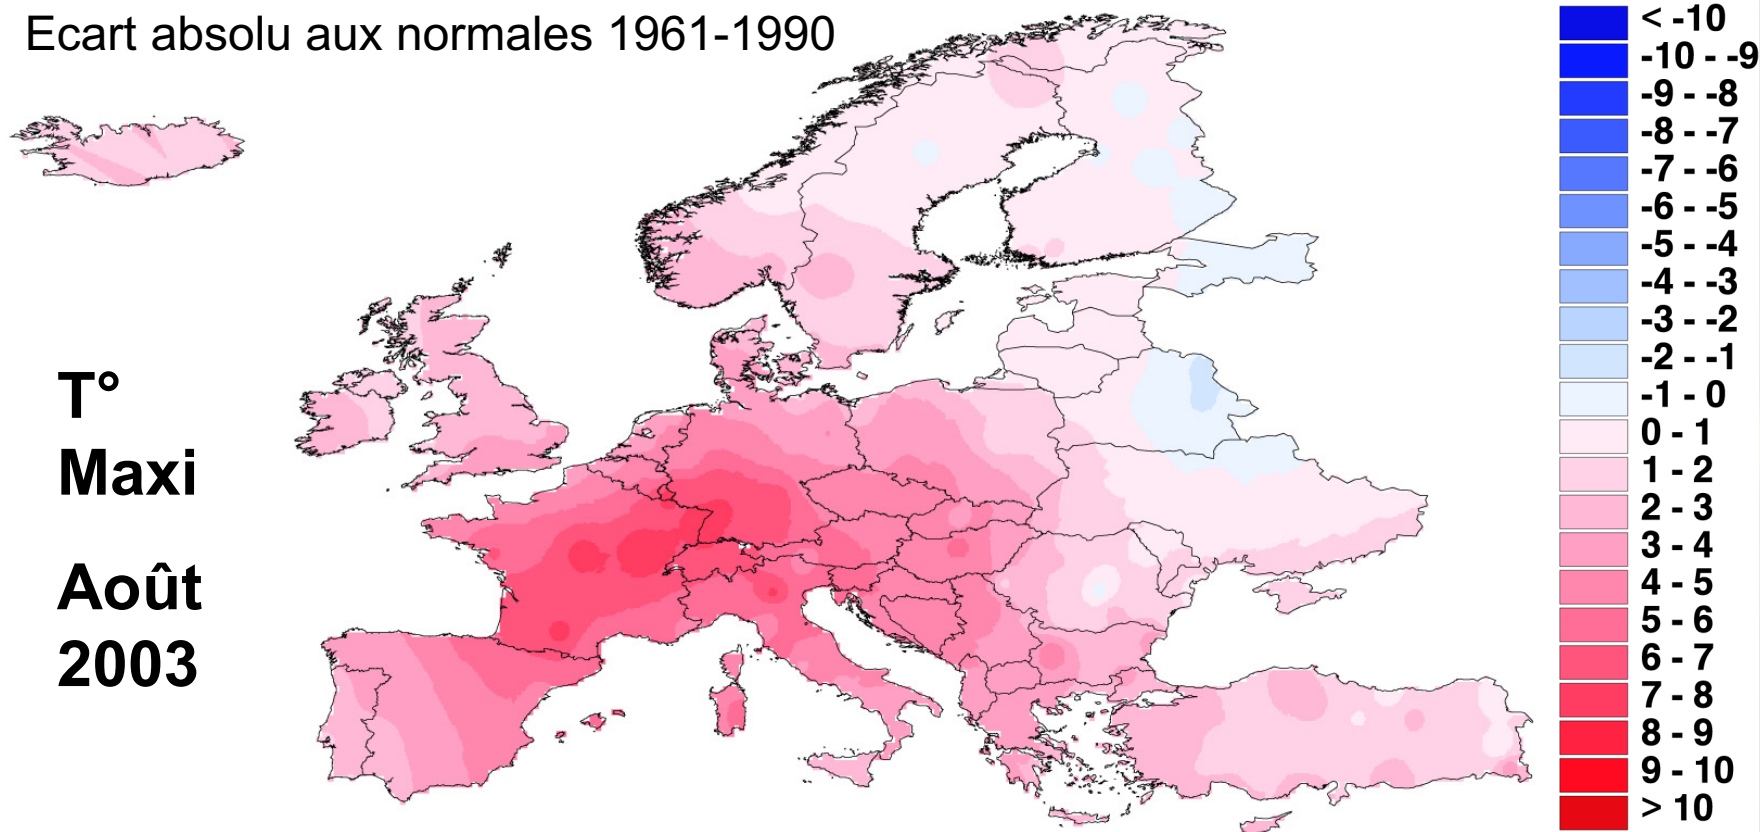 Ecart absolu aux normales 1961-1990
T°
Maxi
Août
2003
< -10
-10 - -9
-9 - -8
-8 - -7
-7 - -6
-6 - -5
-5 - -4
-4 - -3
-3 - -2
-2 - -1
-1 - 0
0 - 1
1 - 2
2 - 3
3 - 4
4 - 5
5 - 6
6 - 7
7 - 8
8 - 9
9 - 10
> 10